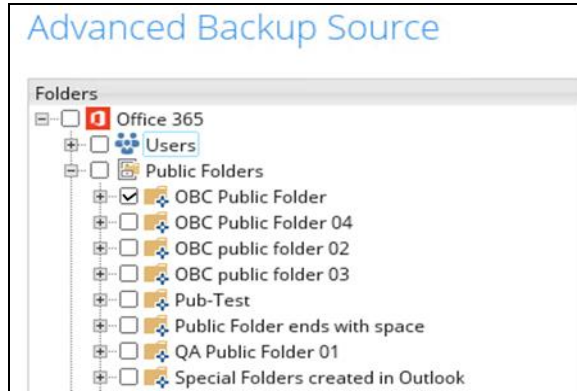 Advanced Backup Source
Folders
Office 365
Users
Public Folders
OBC Public Folder
OBC Public Folder 04
OBC public folder 02
OBC public folder 03
Pub-Test
Public Folder ends with space
QA Public Folder 01
Special Folders created in Outlook